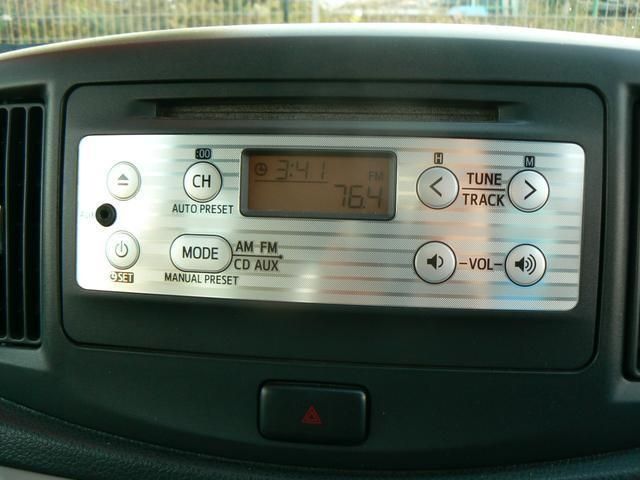 :00
H
M
CH
3:41
FM
76.4
TUNE
TRACK
AUTO PRESET
AUX
MODE
AM FM
CD AUX
-VOL-
SET
MANUAL PRESET